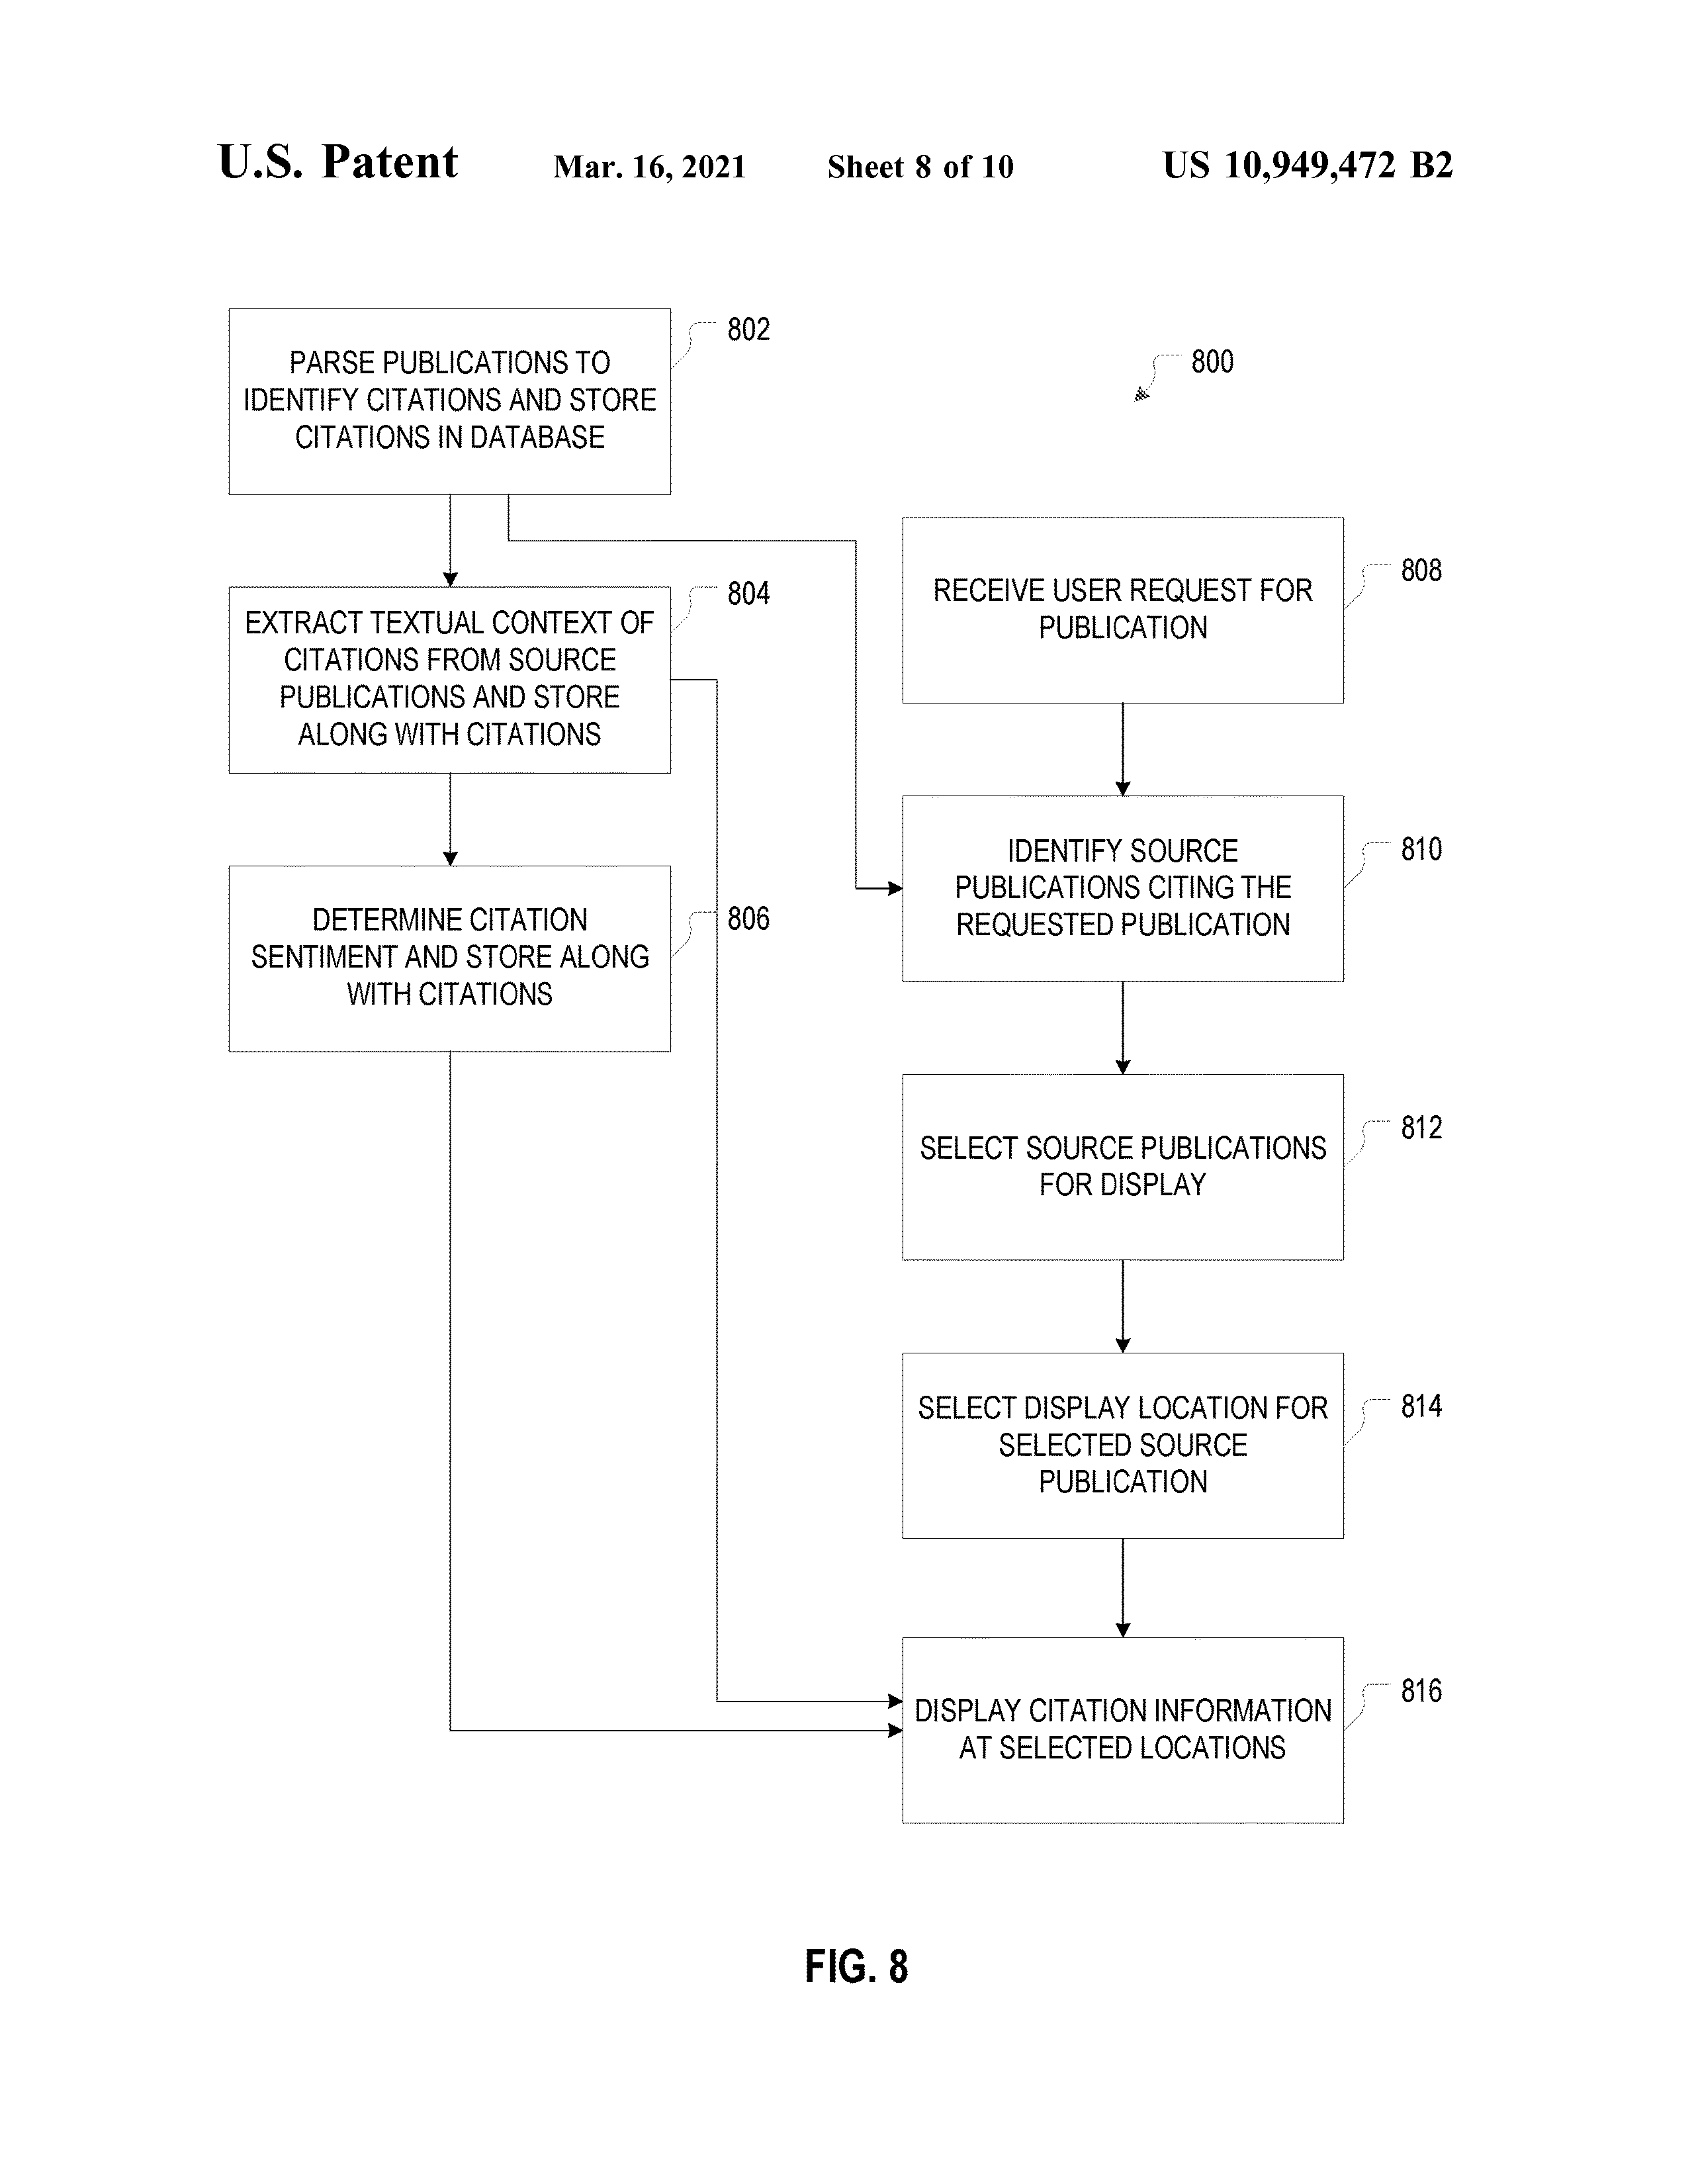 U.S. Patent Mar. 16, 2021 Sheet 8 of 10 US 10,949,472 B2
802
PARSE PUBLICATIONS TO
IDENTIFY CITATIONS AND STORE
CITATIONS IN DATABASE
800
804
EXTRACT TEXTUAL CONTEXT OF
CITATIONS FROM SOURCE
PUBLICATIONS AND STORE
ALONG WITH CITATIONS
806
DETERMINE CITATION
SENTIMENT AND STORE ALONG
WITH CITATIONS
808
RECEIVE USER REQUEST FOR
PUBLICATION
810
IDENTIFY SOURCE
PUBLICATIONS CITING THE
REQUESTED PUBLICATION
812
SELECT SOURCE PUBLICATIONS
FOR DISPLAY
814
SELECT DISPLAY LOCATION FOR
SELECTED SOURCE
PUBLICATION
816
DISPLAY CITATION INFORMATION
AT SELECTED LOCATIONS
FIG. 8